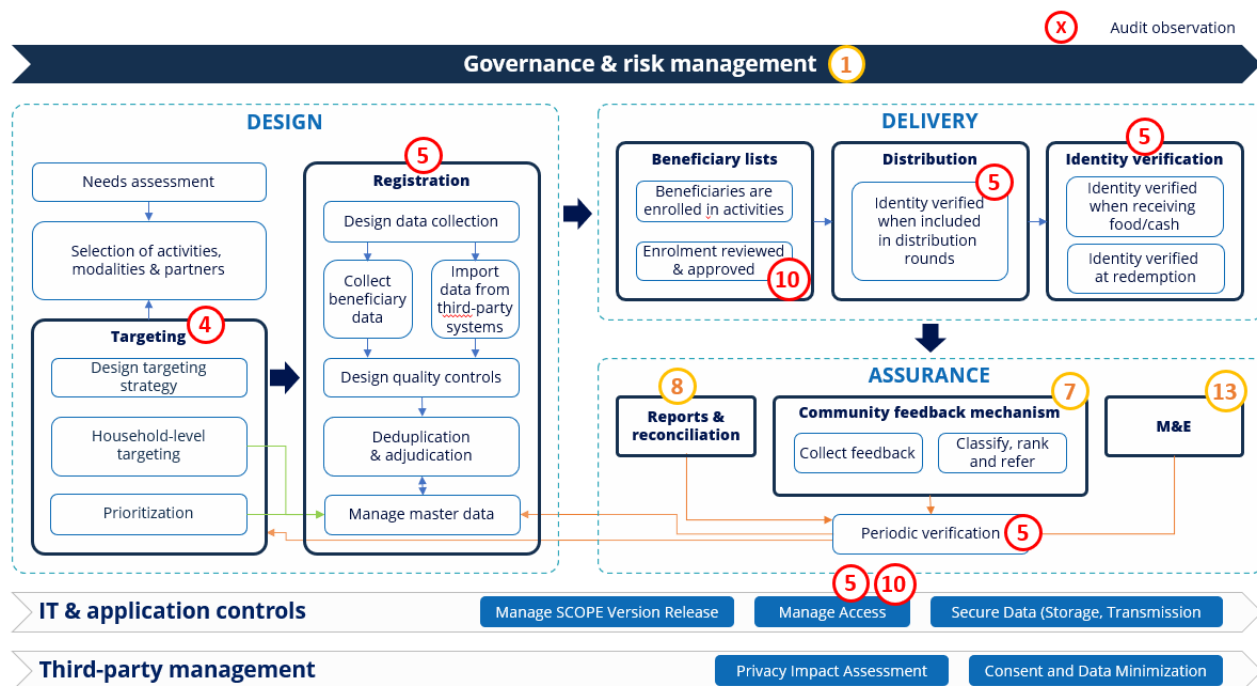 X Audit observation
Governance & risk management 1
DESIGN
Needs assessment
Selection of activities,
modalities & partners
4
Targeting
Design targeting
strategy
Household-level
targeting
Prioritization
5
Registration
Design data collection
Collect
beneficiary
data
Import
data from
third-party
systems
Design quality controls
Deduplication
& adjudication
Manage master data
DELIVERY
Beneficiary lists
Beneficiaries are
enrolled in activities
Enrolment reviewed
& approved
10
Distribution
5
Identity verified
when included
in distribution
rounds
5
Identity verification
Identity verified
when receiving
food/cash
Identity verified
at redemption
ASSURANCE
8
Reports &
reconciliation
7
Community feedback mechanism
Collect feedback
Classify, rank
and refer
13
M&E
Periodic verification 5
5 10
IT & application controls
Manage SCOPE Version Release
Manage Access
Secure Data (Storage, Transmission
Third-party management
Privacy Impact Assessment
Consent and Data Minimization